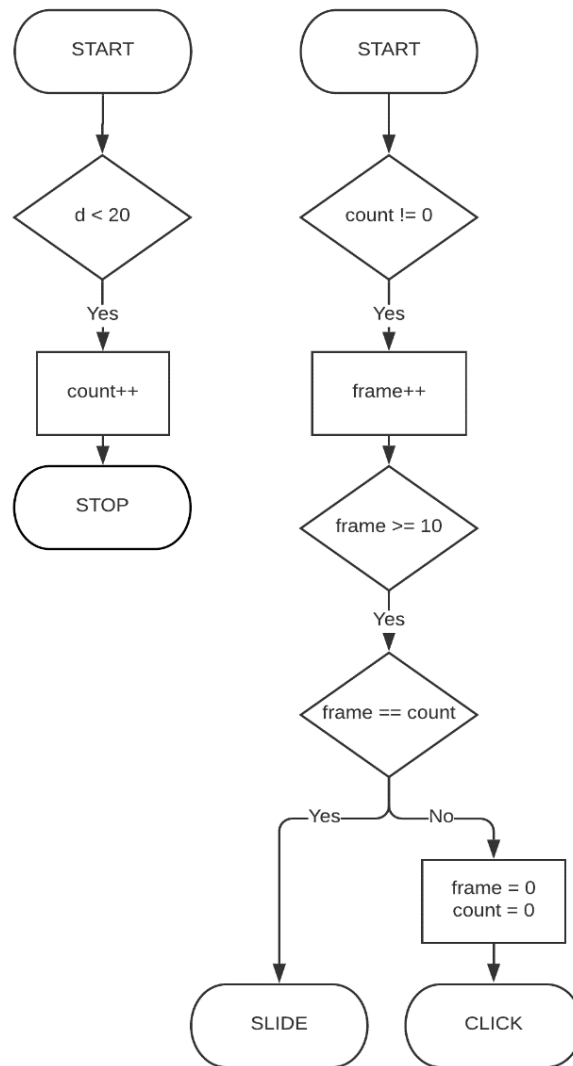 START
d < 20
Yes
count++
STOP
START
count != 0
Yes
frame++
frame >= 10
Yes
frame == count
Yes
No
frame = 0
count = 0
SLIDE
CLICK